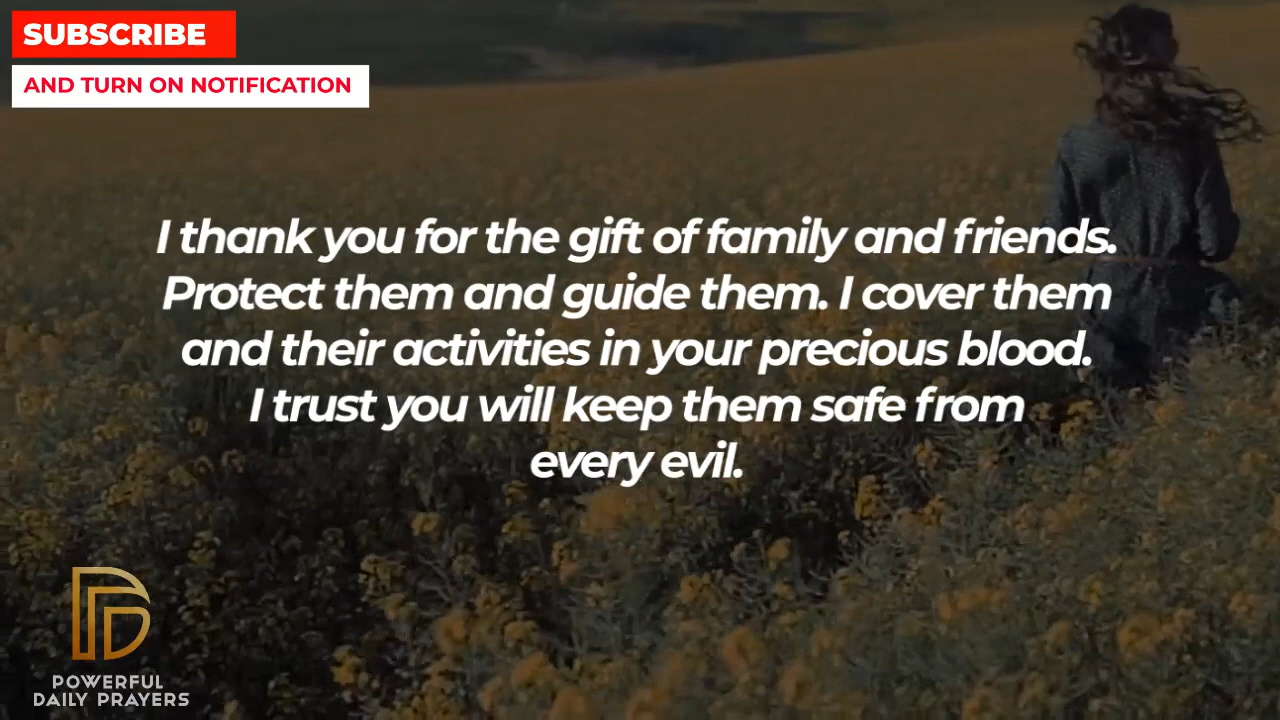 SUBSCRIBE
AND TURN ON NOTIFICATION
I thank you for the gift of family and friends.
Protect them and guide them. I cover them
and their activities in your precious blood.
I trust you will keep them safe from
every evil.
POWERFUL
DAILY PRAYERS